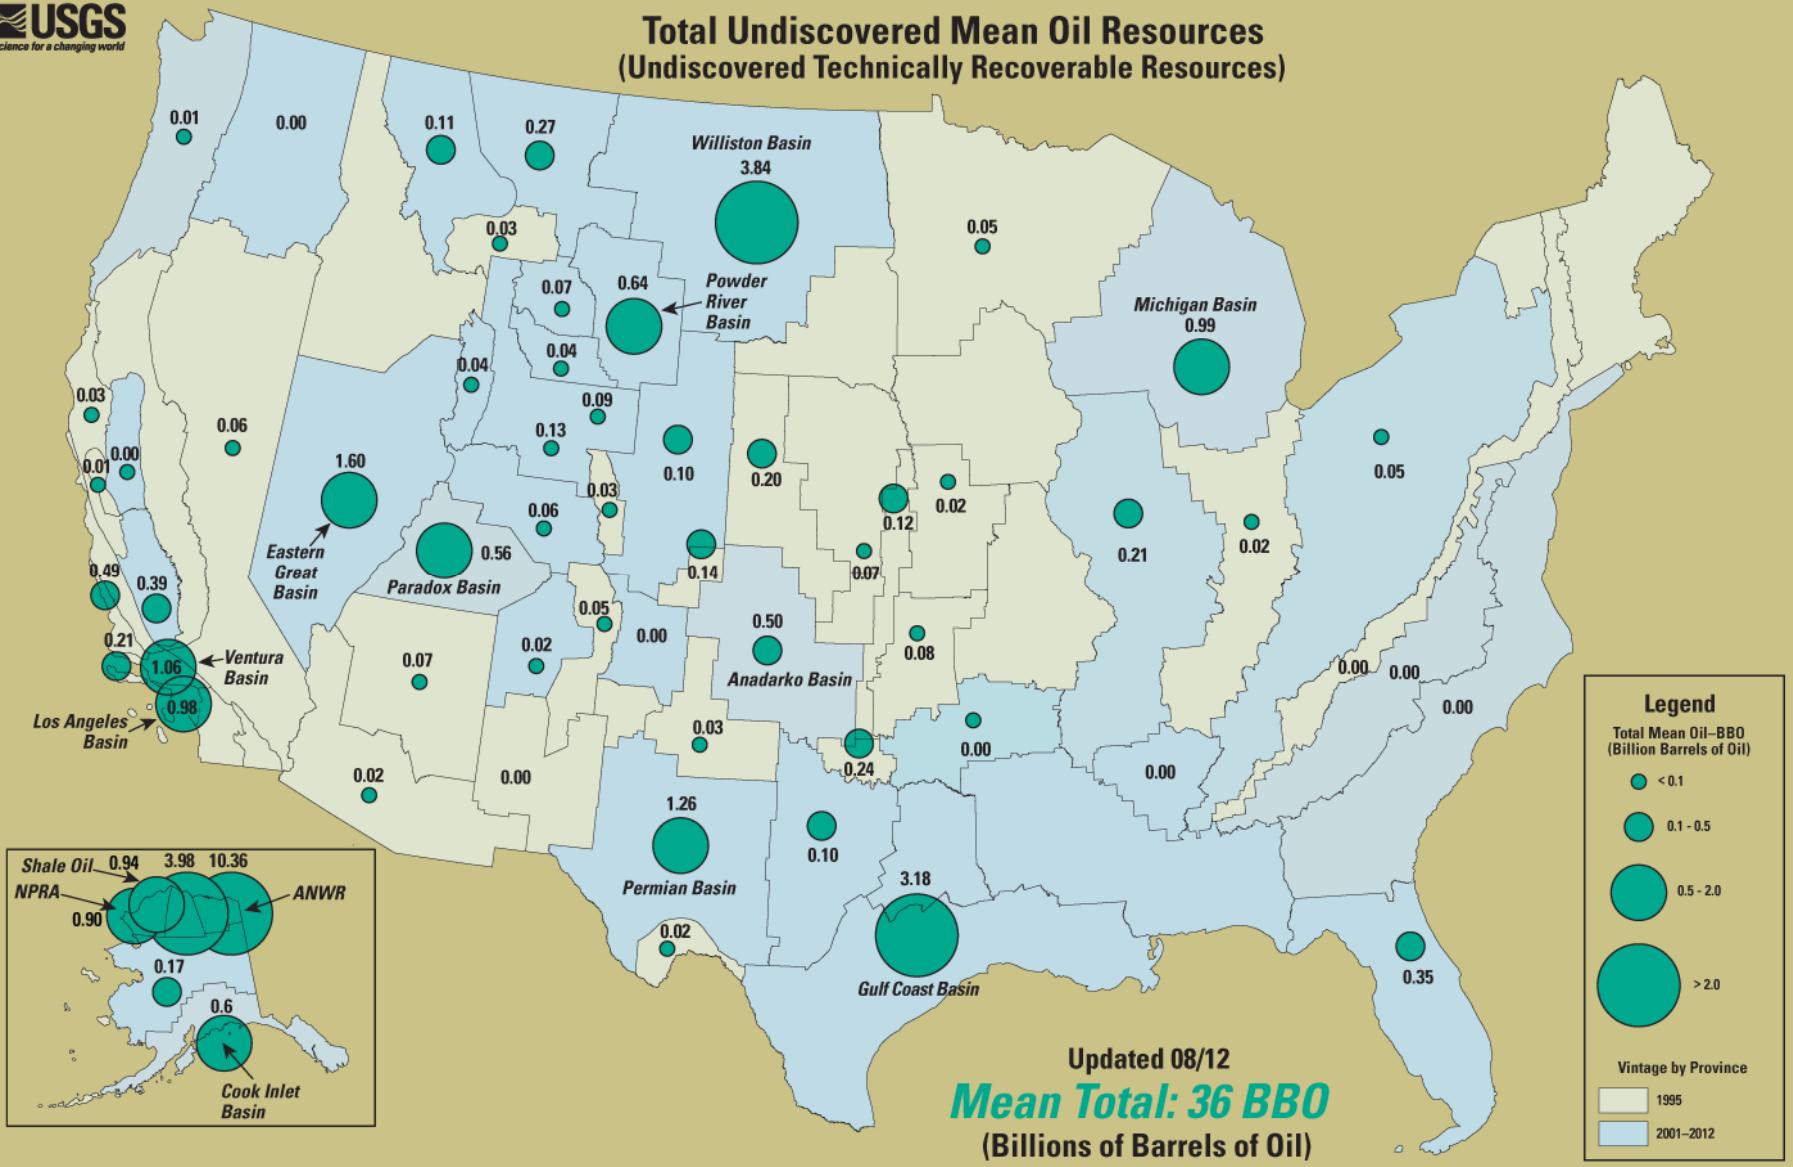 USGS
science for a changing world
Total Undiscovered Mean Oil Resources
(Undiscovered Technically Recoverable Resources)
0.01
0.00
0.11
0.27
Williston Basin
3.84
0.03
0.05
0.07
0.64
Powder
River
Basin
Michigan Basin
0.99
0.04
0.04
0.03
0.09
0.06
0.13
0.10
0.20
0.05
0.01
0.00
1.60
0.03
0.06
0.12
0.02
0.21
0.02
Eastern
Great
Basin
0.56
Paradox Basin
0.14
0.07
0.49
0.39
0.05
0.00
0.50
Anadarko Basin
0.08
0.21
1.06
Ventura
Basin
0.07
0.02
0.00
0.00
0.00
0.98
Los Angeles
Basin
0.03
0.24
0.00
0.02
0.00
0.00
1.26
Permian Basin
0.10
3.18
Gulf Coast Basin
0.02
0.35
Shale Oil
0.94
3.98
10.36
NPRA
ANWR
0.90
0.17
0.6
Cook Inlet
Basin
Updated 08/12
Mean Total: 36 BBO
(Billions of Barrels of Oil)
Legend
Total Mean Oil–BBO
(Billion Barrels of Oil)
< 0.1
0.1 - 0.5
0.5 - 2.0
> 2.0
Vintage by Province
1995
2001–2012